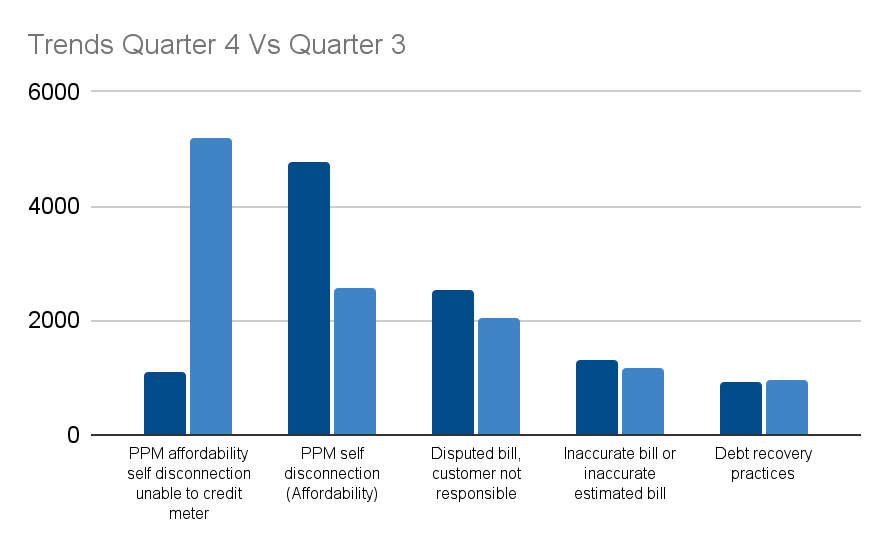 Trends Quarter 4 Vs Quarter 3
6000
4000
2000
0
PPM affordability
self disconnection
unable to credit
meter
PPM self
disconnection
(Affordability)
Disputed bill,
customer not
responsible
Inaccurate bill or
inaccurate
estimated bill
Debt recovery
practices